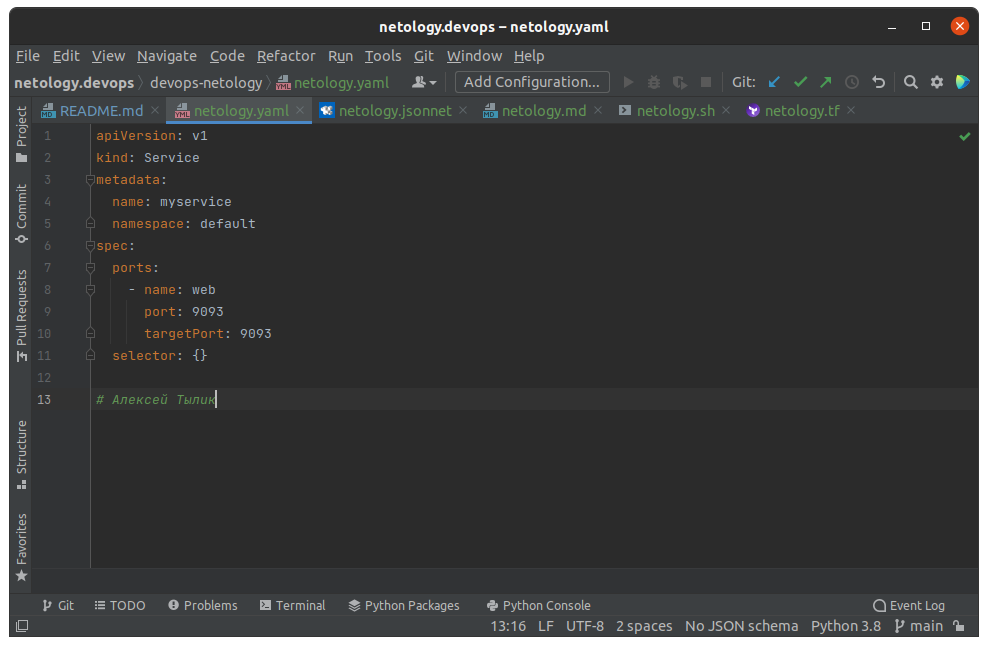 netology.devops – netology.yaml
File Edit View Navigate Code Refactor Run Tools Git Window Help
netology.devops devops-netology netology.yaml Add Configuration... Git:
README.md netology.yaml netology.jsonnet netology.md netology.sh netology.tf
Project
Commit
Pull Requests
Structure
Favorites
1 apiVersion: v1
2 kind: Service
3 metadata:
4 name: myservice
5 namespace: default
6 spec:
7 ports:
8 - name: web
9 port: 9093
10 targetPort: 9093
11 selector: {}
12
13 # Алексей Тылик
Git TODO Problems Terminal Python Packages Python Console Event Log
13:16 LF UTF-8 2 spaces No JSON schema Python 3.8 main